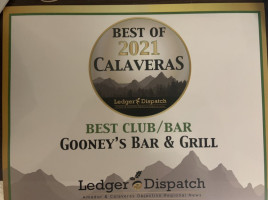 BEST OF
2021
CALAVERAS
Ledger Dispatch
BEST CLUB/BAR
GOONEY'S BAR & GRILL
Ledger Dispatch